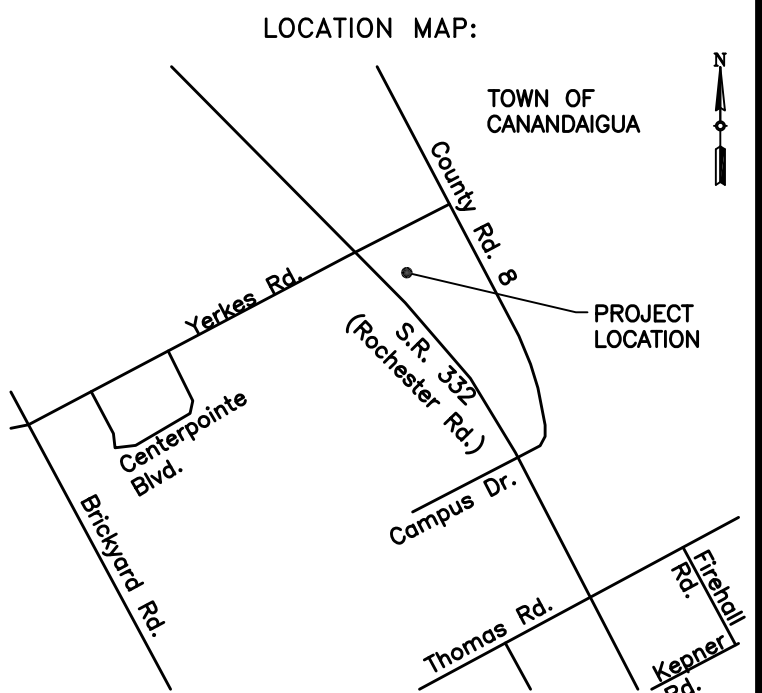 LOCATION MAP:
N
TOWN OF
CANANDAIGUA
County Rd. 8
Yerkes Rd.
PROJECT
LOCATION
S.R. 332
(Rochester Rd.)
Centerpointe
Blvd.
Campus Dr.
Brickyard Rd.
Thomas Rd.
Firehall
Rd.
Kepner
Rd.